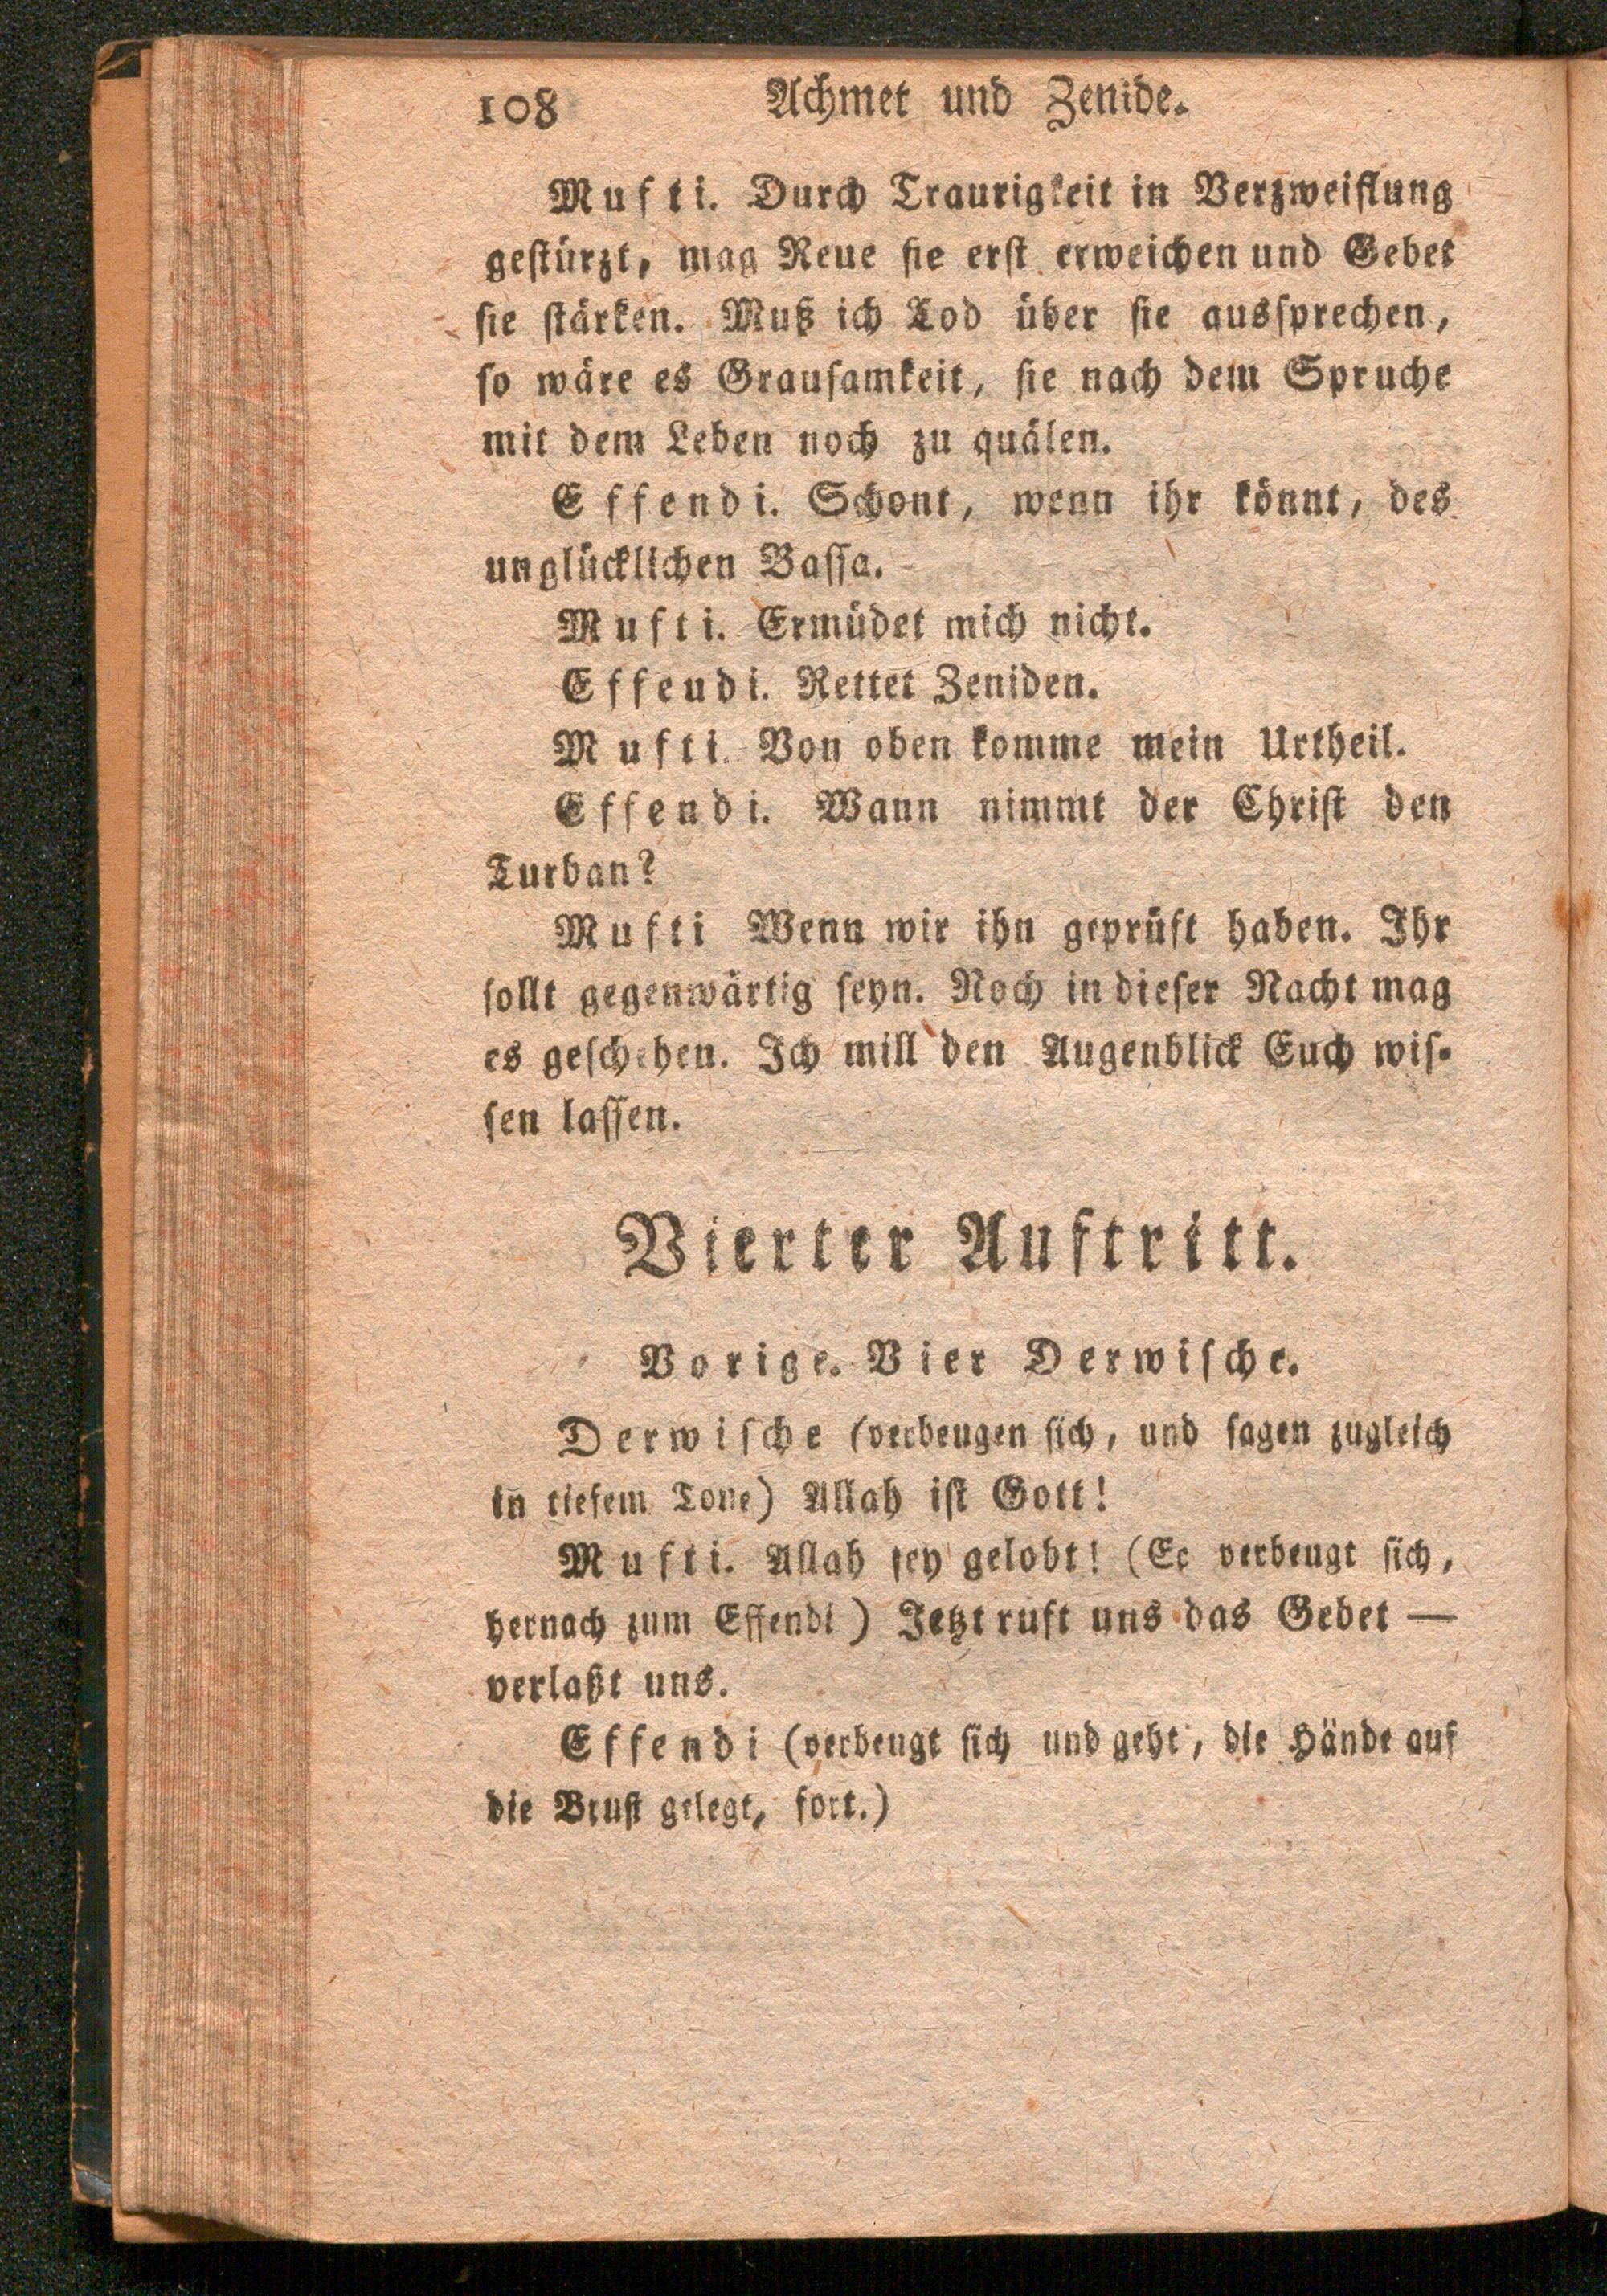 108 Achmet und Zenide.
Mufti. Durch Traurigkeit in Verzweiflung
gestürzt, mag Reue sie erst erweichen und Gebet
sie stärken. Muß ich Tod über sie aussprechen,
so wäre es Grausamkeit, sie nach dem Spruche
mit dem Leben noch zu quälen.
Effendi. Schont, wenn ihr könnt, des
unglücklichen Bassa.
Mufti. Ermüdet mich nicht.
Effeudi. Rettet Zeniden.
Mufti. Von oben komme mein Urtheil.
Effendi. Wann nimmt der Christ den
Turban?
Mufti Wenn wir ihn geprüft haben. Ihr
sollt gegenwärtig seyn. Noch in dieser Nacht mag
es geschehen. Ich mill den Augenblick Euch wis-
sen lassen.
Vierter Auftritt.
Vorige. Vier Derwische.
Derwische (verbeugen sich, und sagen zugleich
in tiefem Tone) Allah ist Gott!
Mufti. Allah sey gelobt! (Er verbeugt sich,
hernach zum Effendi) Jetzt ruft uns das Gebet —
verlaßt uns.
Effendi (verbeugt sich und geht, die Hände auf
die Brust gelegt, fort.)